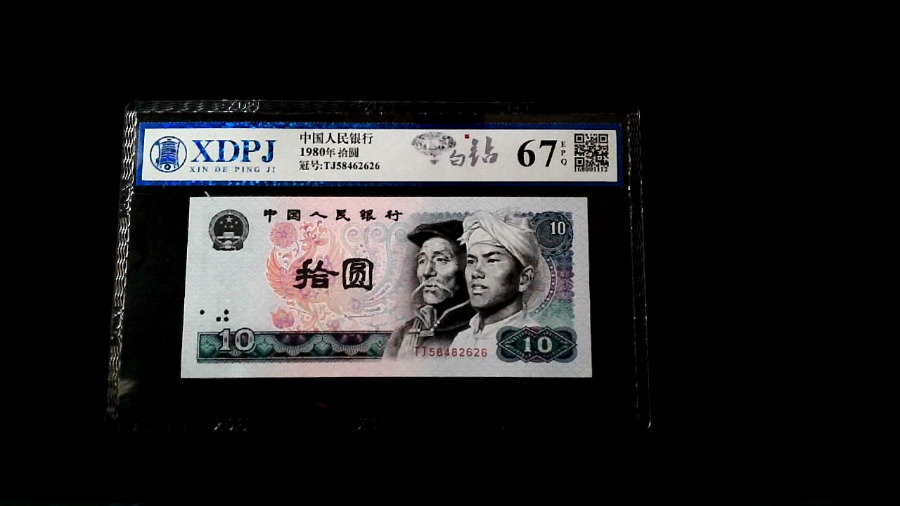 XDPJ
XIN DE PING JI
中国人民银行
1980年 拾圆
冠号:TJ58462626
白钻
67
EPQ
中国人民银行
10
拾圆
10
TJ58482626
10